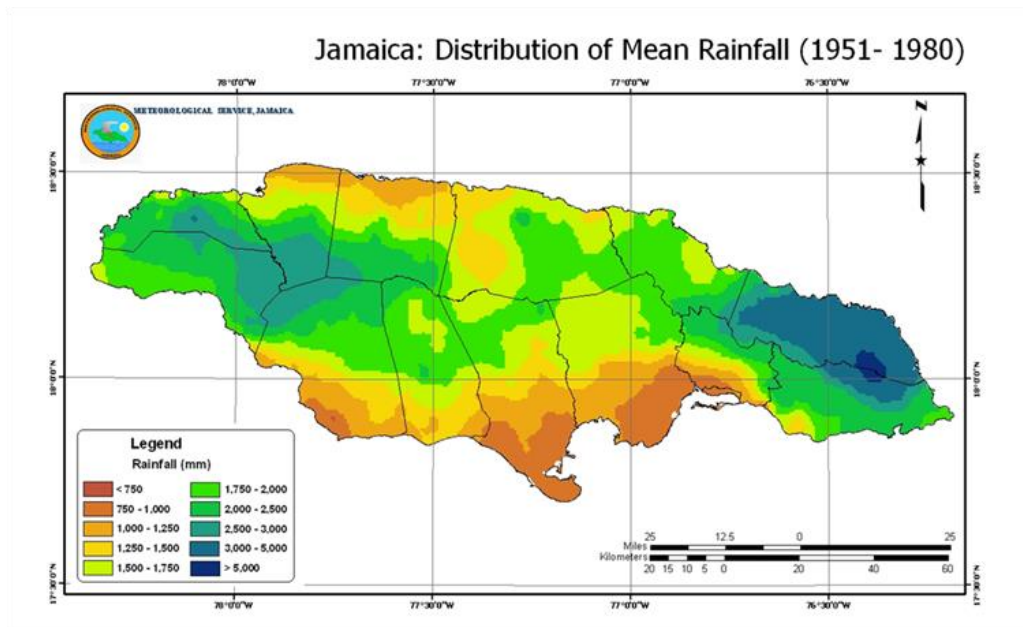 Jamaica: Distribution of Mean Rainfall (1951- 1980)
78°0'0"W 77°30'0"W 77°0'0"W 76°30'0"W
METEOROLOGICAL SERVICE, JAMAICA
N
18°30'0"N 18°30'0"N
18°0'0"N 18°0'0"N
Legend
Rainfall (mm)
< 750
750 - 1,000
1,000 - 1,250
1,250 - 1,500
1,500 - 1,750
1,750 - 2,000
2,000 - 2,500
2,500 - 3,000
3,000 - 5,000
> 5,000
25 12.5 0 25
Miles
Kilometers
20 15 10 5 0 20 40 60
17°30'0"N 17°30'0"N
78°0'0"W 77°30'0"W 77°0'0"W 76°30'0"W